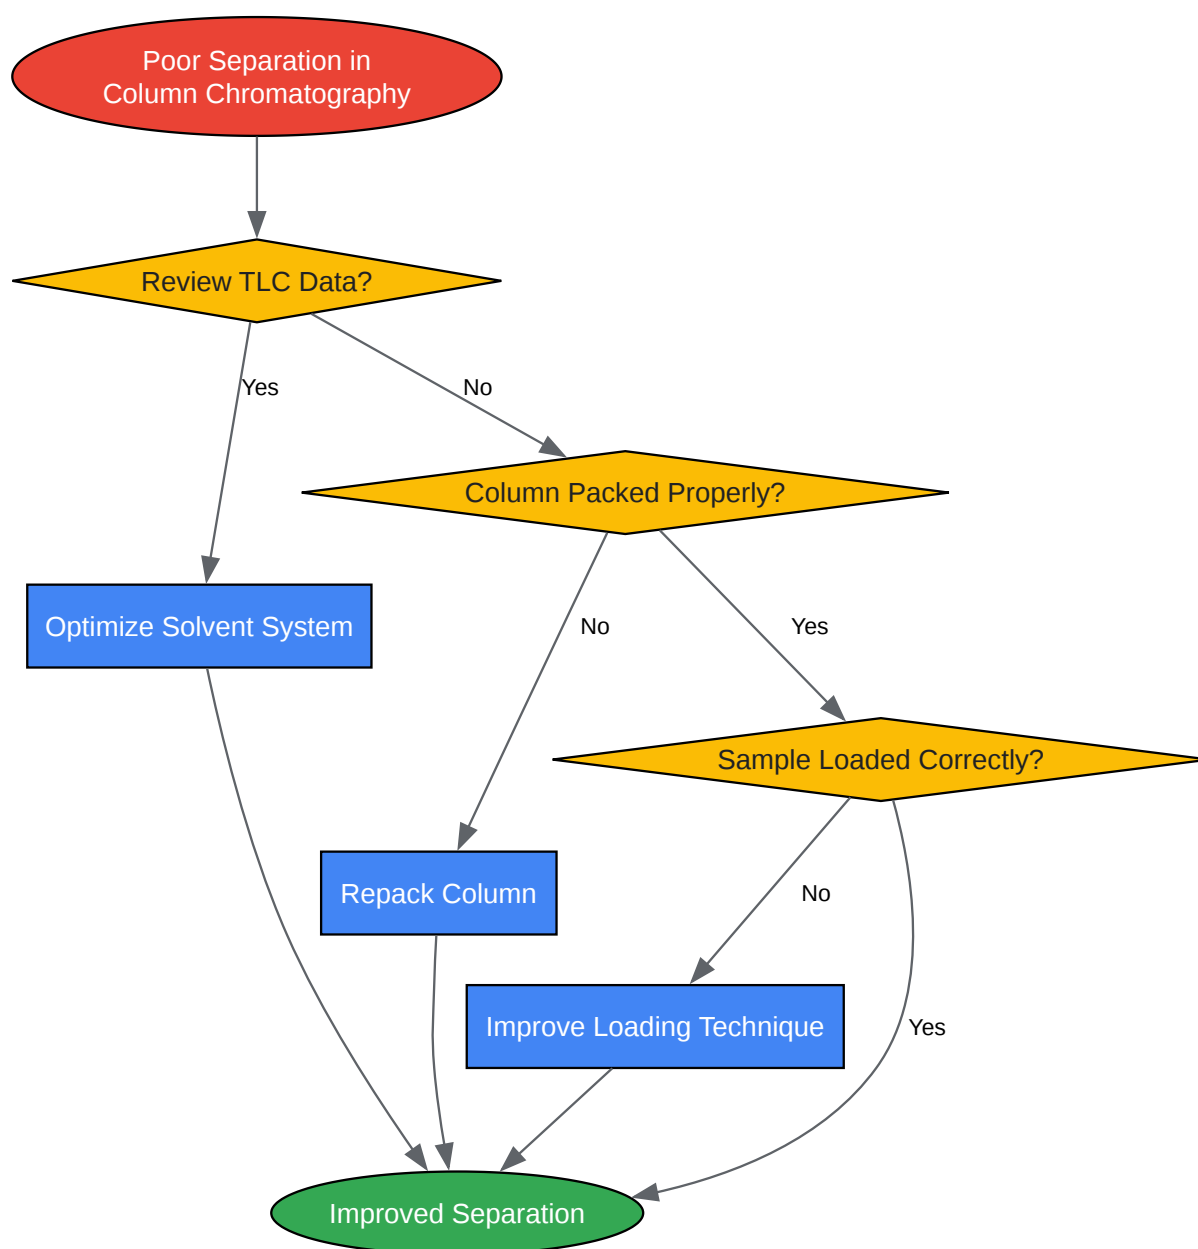 Poor Separation in
Column Chromatography
Review TLC Data?
Yes
No
Column Packed Properly?
Optimize Solvent System
No
Yes
Sample Loaded Correctly?
Repack Column
No
Improve Loading Technique
Yes
Improved Separation